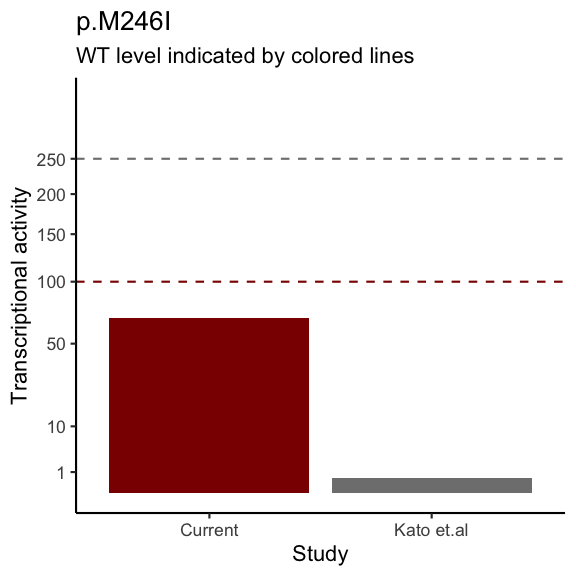 p.M246I
WT level indicated by colored lines
Transcriptional activity
250
200
150
100
50
10
1
Current
Kato et.al
Study